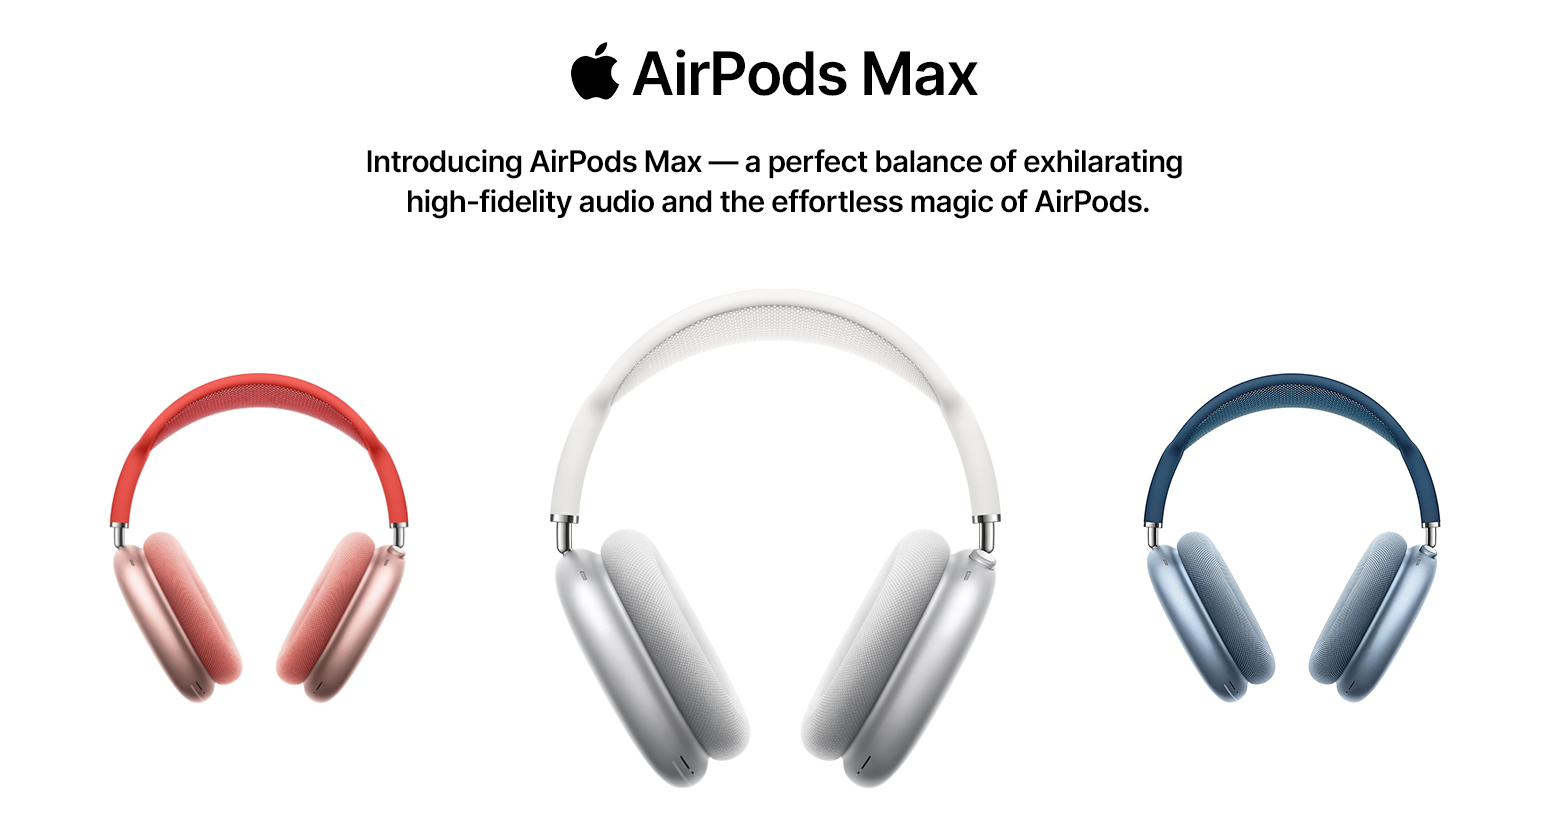 AirPods Max
Introducing AirPods Max — a perfect balance of exhilarating
high-fidelity audio and the effortless magic of AirPods.